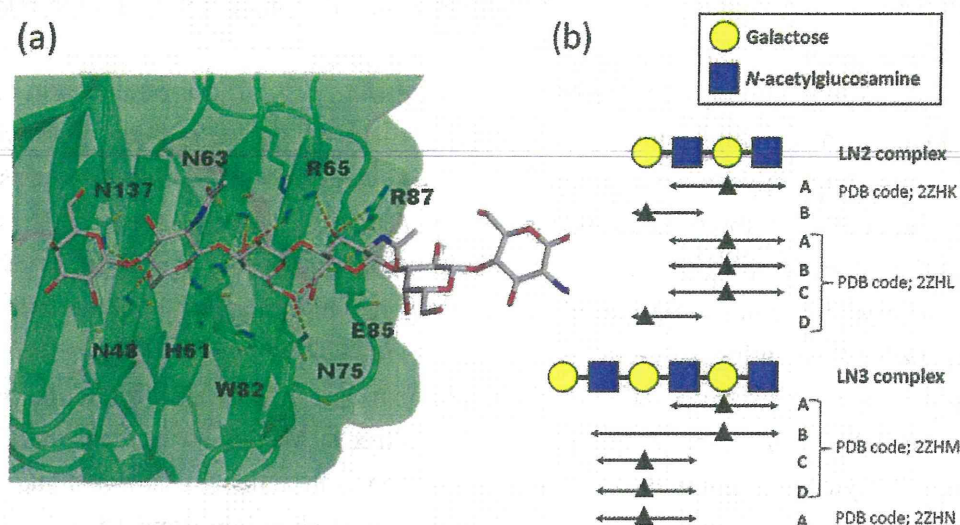 (a)
N63
R65
N137
R87
N48
H61
E85
N75
W82
(b)
Galactose
N-acetylglucosamine
LN2 complex
A
PDB code; 2ZHK
B
A
B
C
PDB code; 2ZHL
D
LN3 complex
A
B
PDB code; 2ZHM
C
D
A
PDB code; 2ZHN